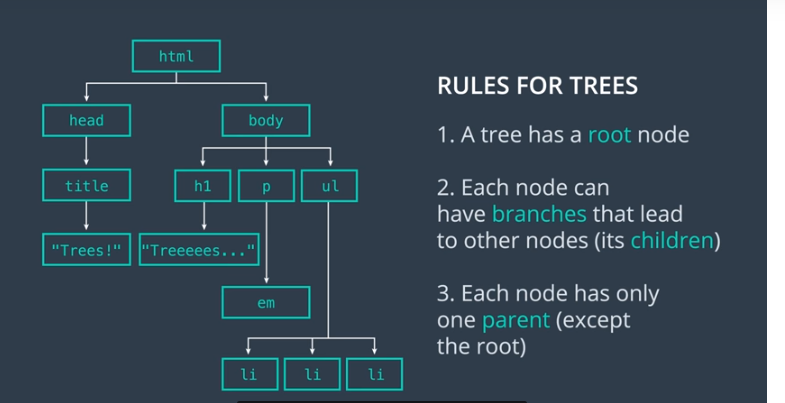 html
head
body
title
h1
p
ul
"Trees!"
"Treeeees..."
em
li
li
li
RULES FOR TREES
1. A tree has a root node
2. Each node can
have branches that lead
to other nodes (its children)
3. Each node has only
one parent (except
the root)